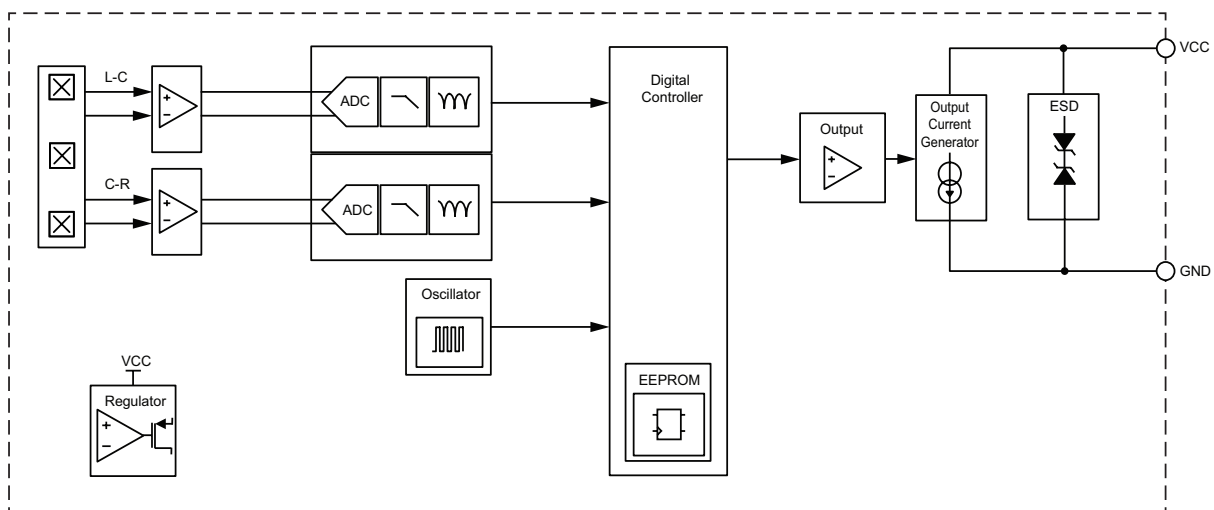 VCC
L-C
Digital
Controller
ADC
Output
Current
Generator
ESD
+
−
Output
+
−
C-R
+
−
ADC
GND
Oscillator
VCC
EEPROM
Regulator
+
−